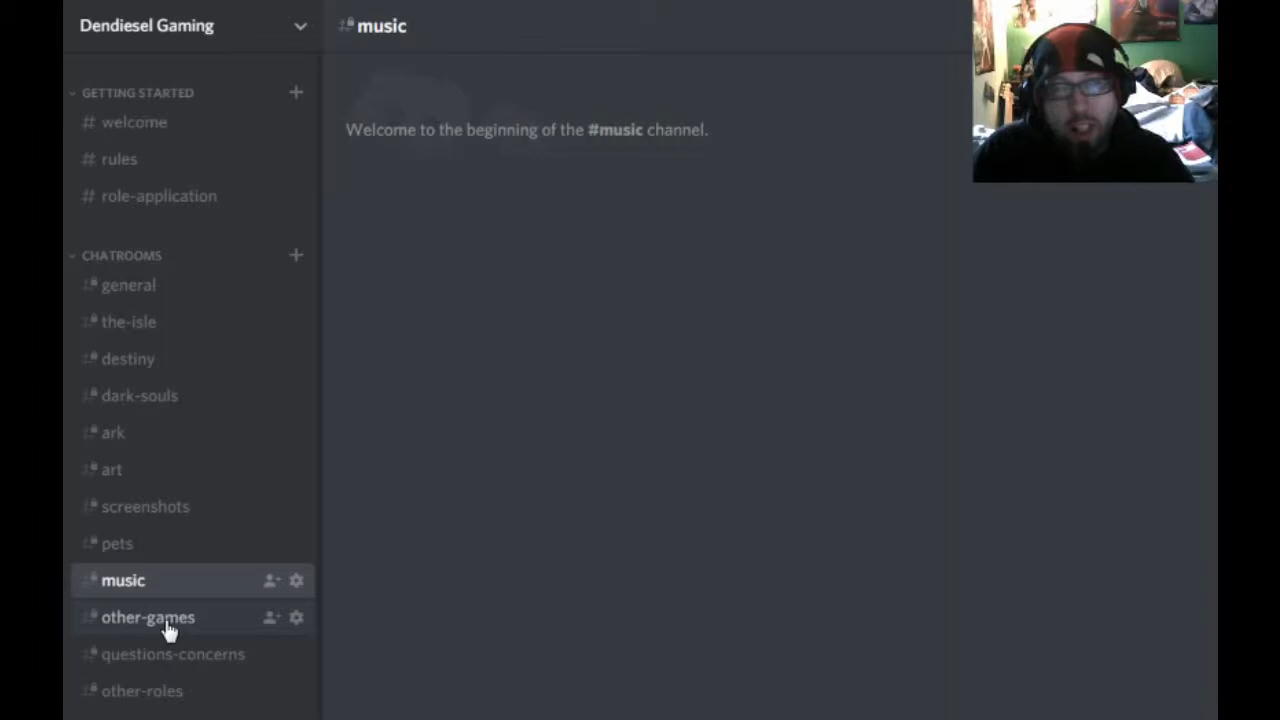 Dendiesel Gaming
music
GETTING STARTED
# welcome
# rules
# role-application
Welcome to the beginning of the #music channel.
CHATROOMS
general
the-isle
destiny
dark-souls
ark
art
screenshots
pets
music
other-games
questions-concerns
other-roles